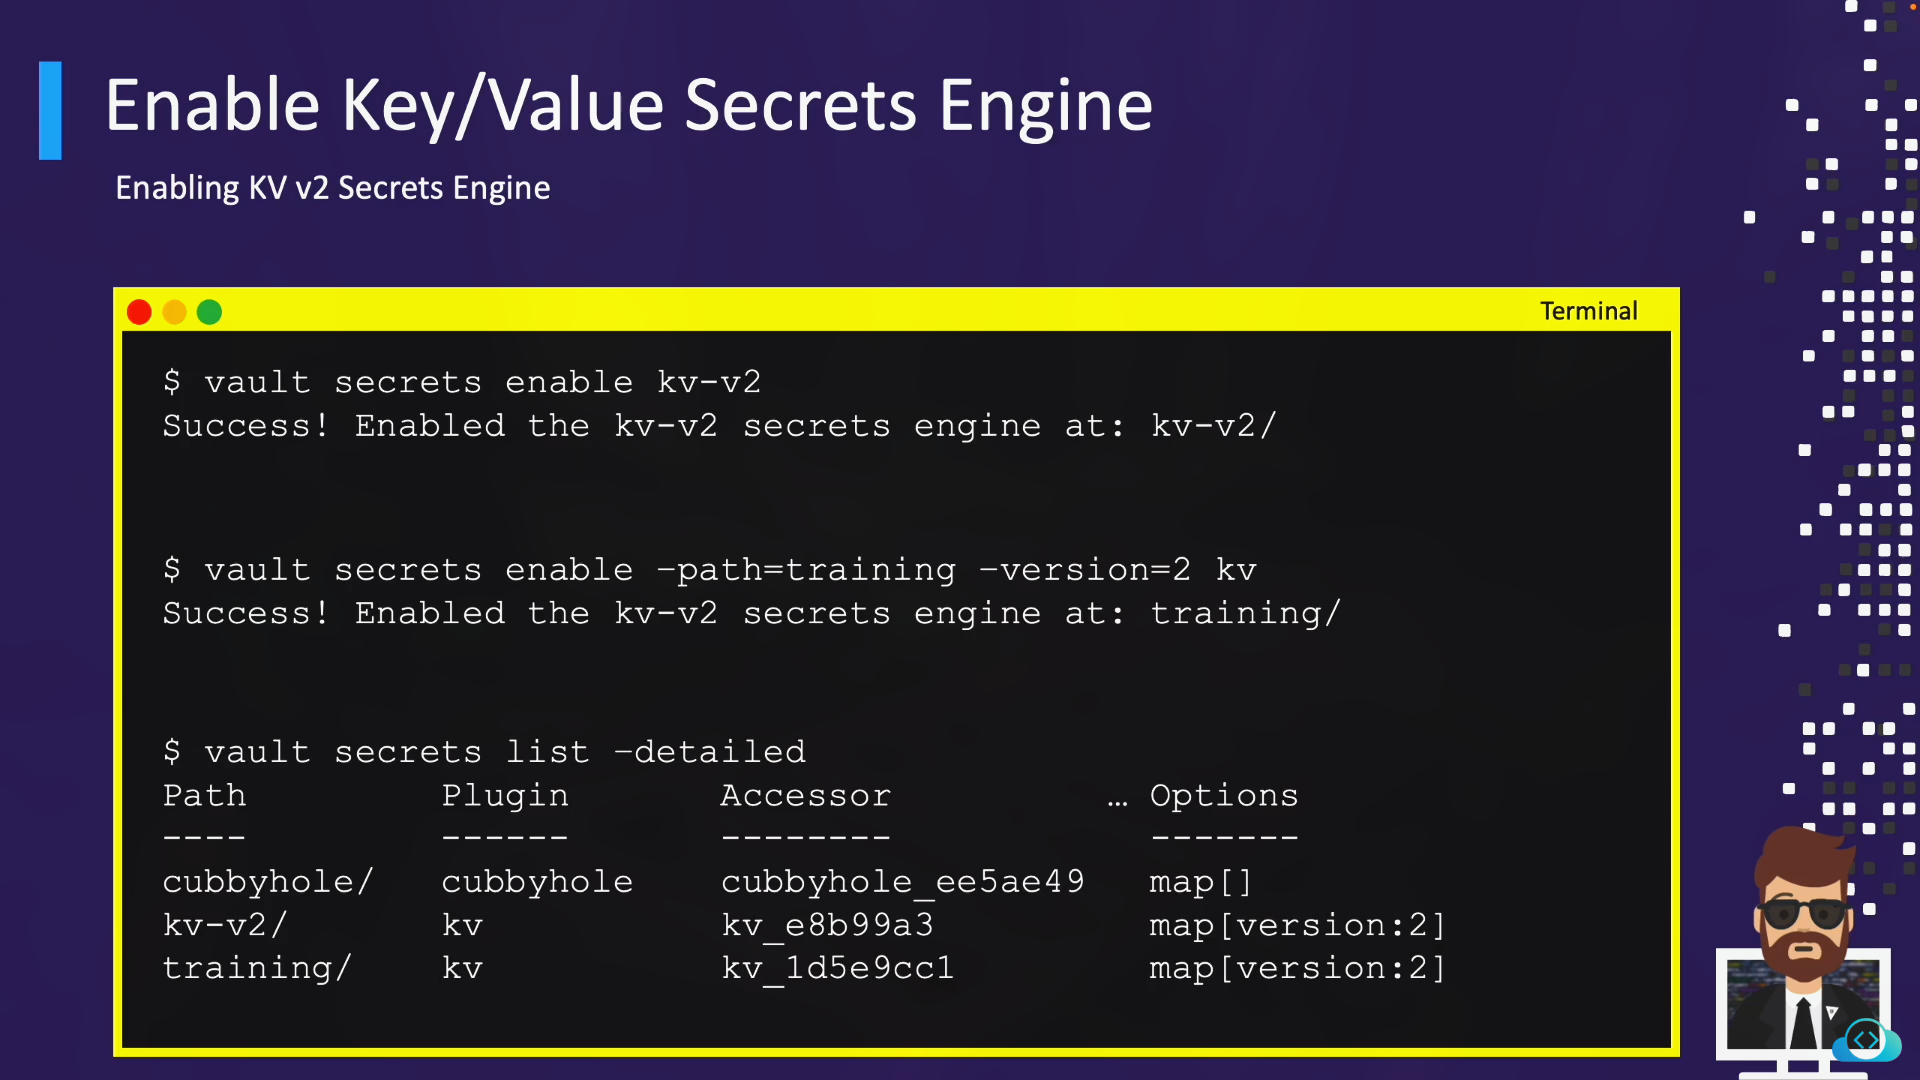 Enable Key/Value Secrets Engine
Enabling KV v2 Secrets Engine
Terminal
$ vault secrets enable kv-v2
Success! Enabled the kv-v2 secrets engine at: kv-v2/
$ vault secrets enable –path=training –version=2 kv
Success! Enabled the kv-v2 secrets engine at: training/
$ vault secrets list –detailed
Path Plugin Accessor … Options
---- ------ -------- -------
cubbyhole/ cubbyhole cubbyhole_ee5ae49 map[]
kv-v2/ kv kv_e8b99a3 map[version:2]
training/ kv kv_1d5e9cc1 map[version:2]